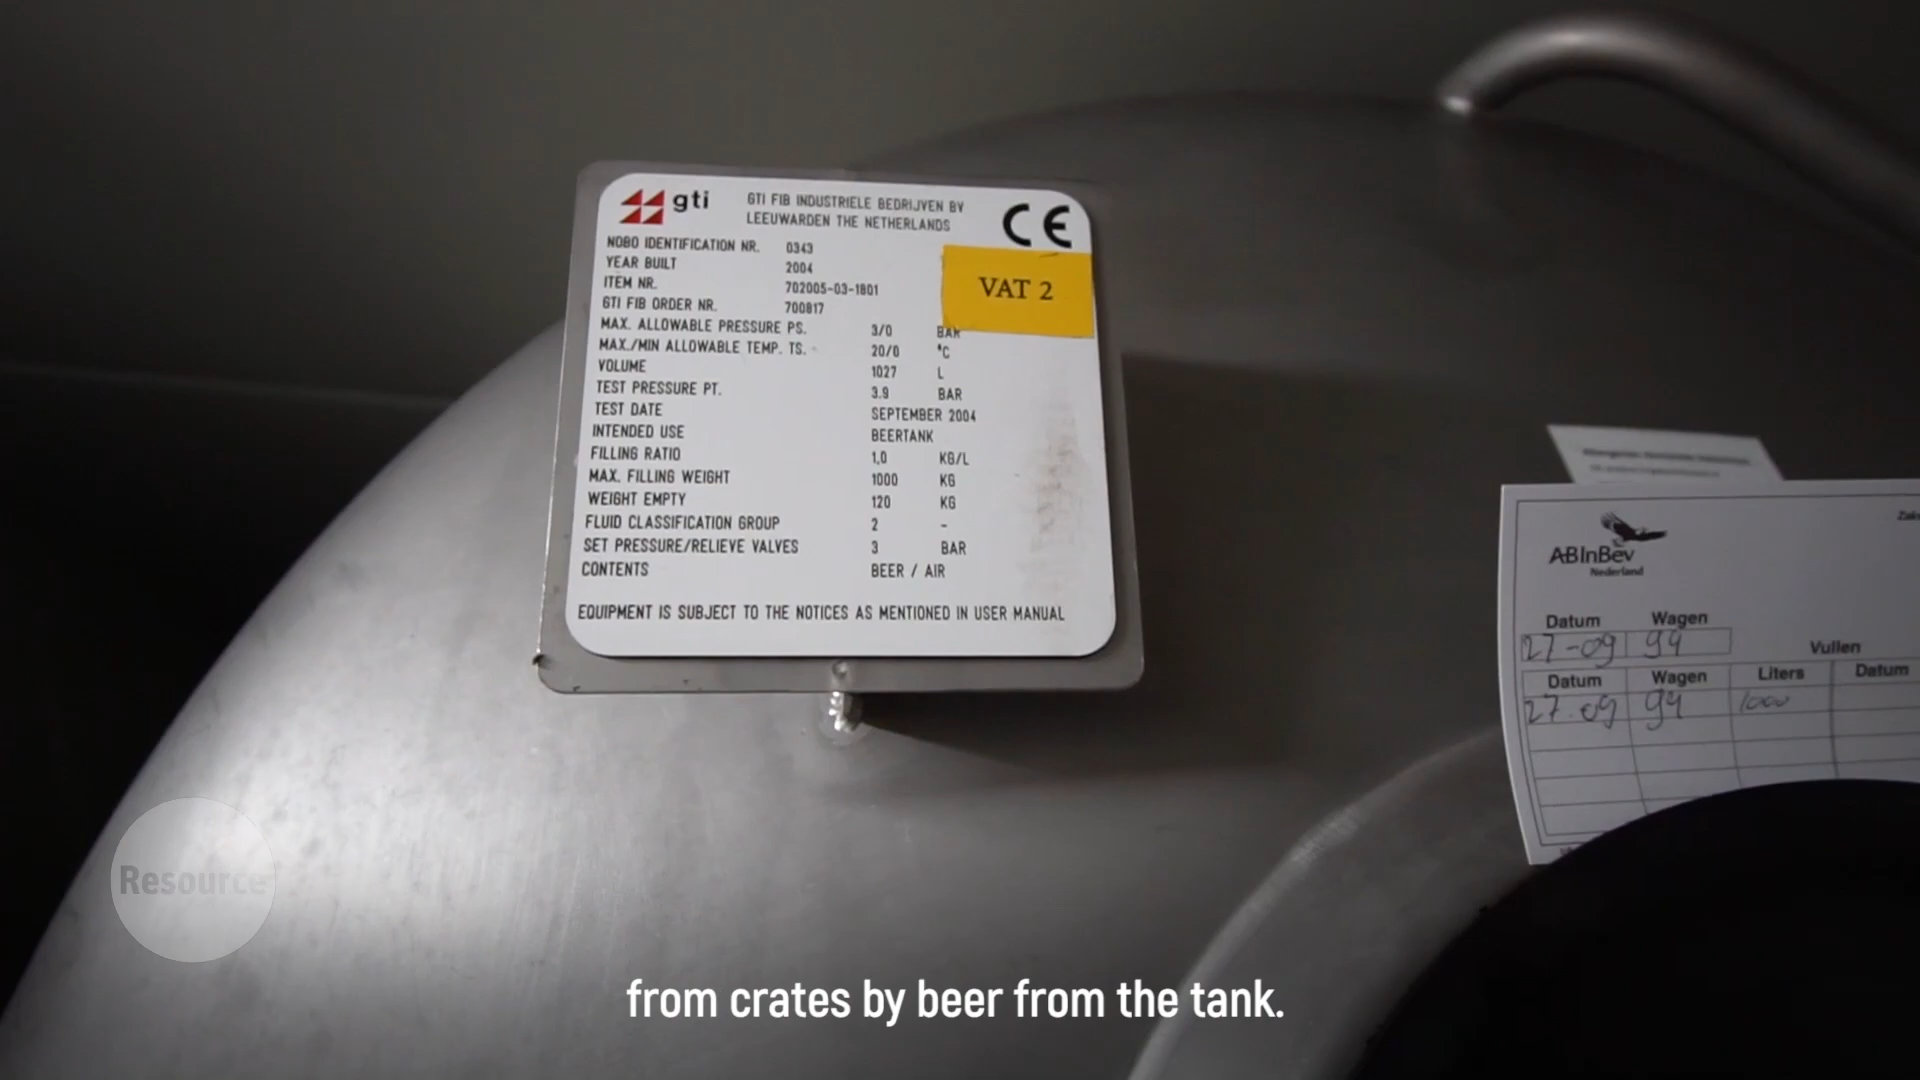 gti
GTI FIB INDUSTRIELE BEDRIJVEN BV
LEEUWARDEN THE NETHERLANDS
CE
NOBO IDENTIFICATION NR. 0343
YEAR BUILT 2004
ITEM NR. 702005-03-1801
GTI FIB ORDER NR. 700817
VAT 2
MAX. ALLOWABLE PRESSURE PS. 3/0 BAR
MAX./MIN ALLOWABLE TEMP. TS. 20/0 °C
VOLUME 1027 L
TEST PRESSURE PT. 3.9 BAR
TEST DATE SEPTEMBER 2004
INTENDED USE BEERTANK
FILLING RATIO 1,0 KG/L
MAX. FILLING WEIGHT 1000 KG
WEIGHT EMPTY 120 KG
FLUID CLASSIFICATION GROUP 2 -
SET PRESSURE/RELIEVE VALVES 3 BAR
CONTENTS BEER / AIR
EQUIPMENT IS SUBJECT TO THE NOTICES AS MENTIONED IN USER MANUAL
ABInBev
Nederland
Datum Wagen
27-09 94
Vullen
Datum Wagen Liters Datum
27.09 94 1000
Resource
from crates by beer from the tank.